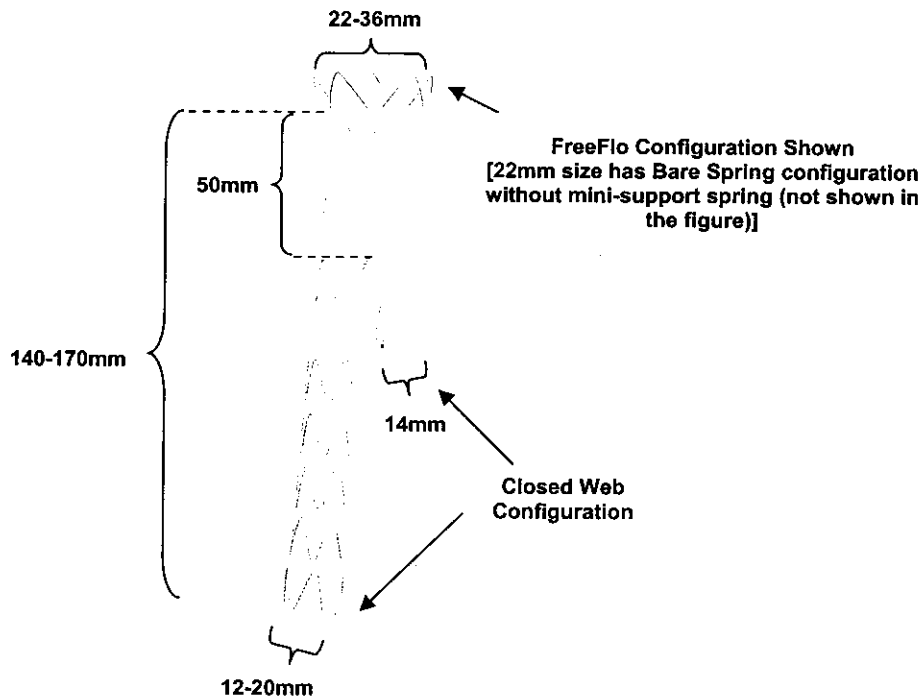 22-36mm
FreeFlo Configuration Shown
[22mm size has Bare Spring configuration
without mini-support spring (not shown in
the figure)]
50mm
140-170mm
14mm
Closed Web
Configuration
12-20mm